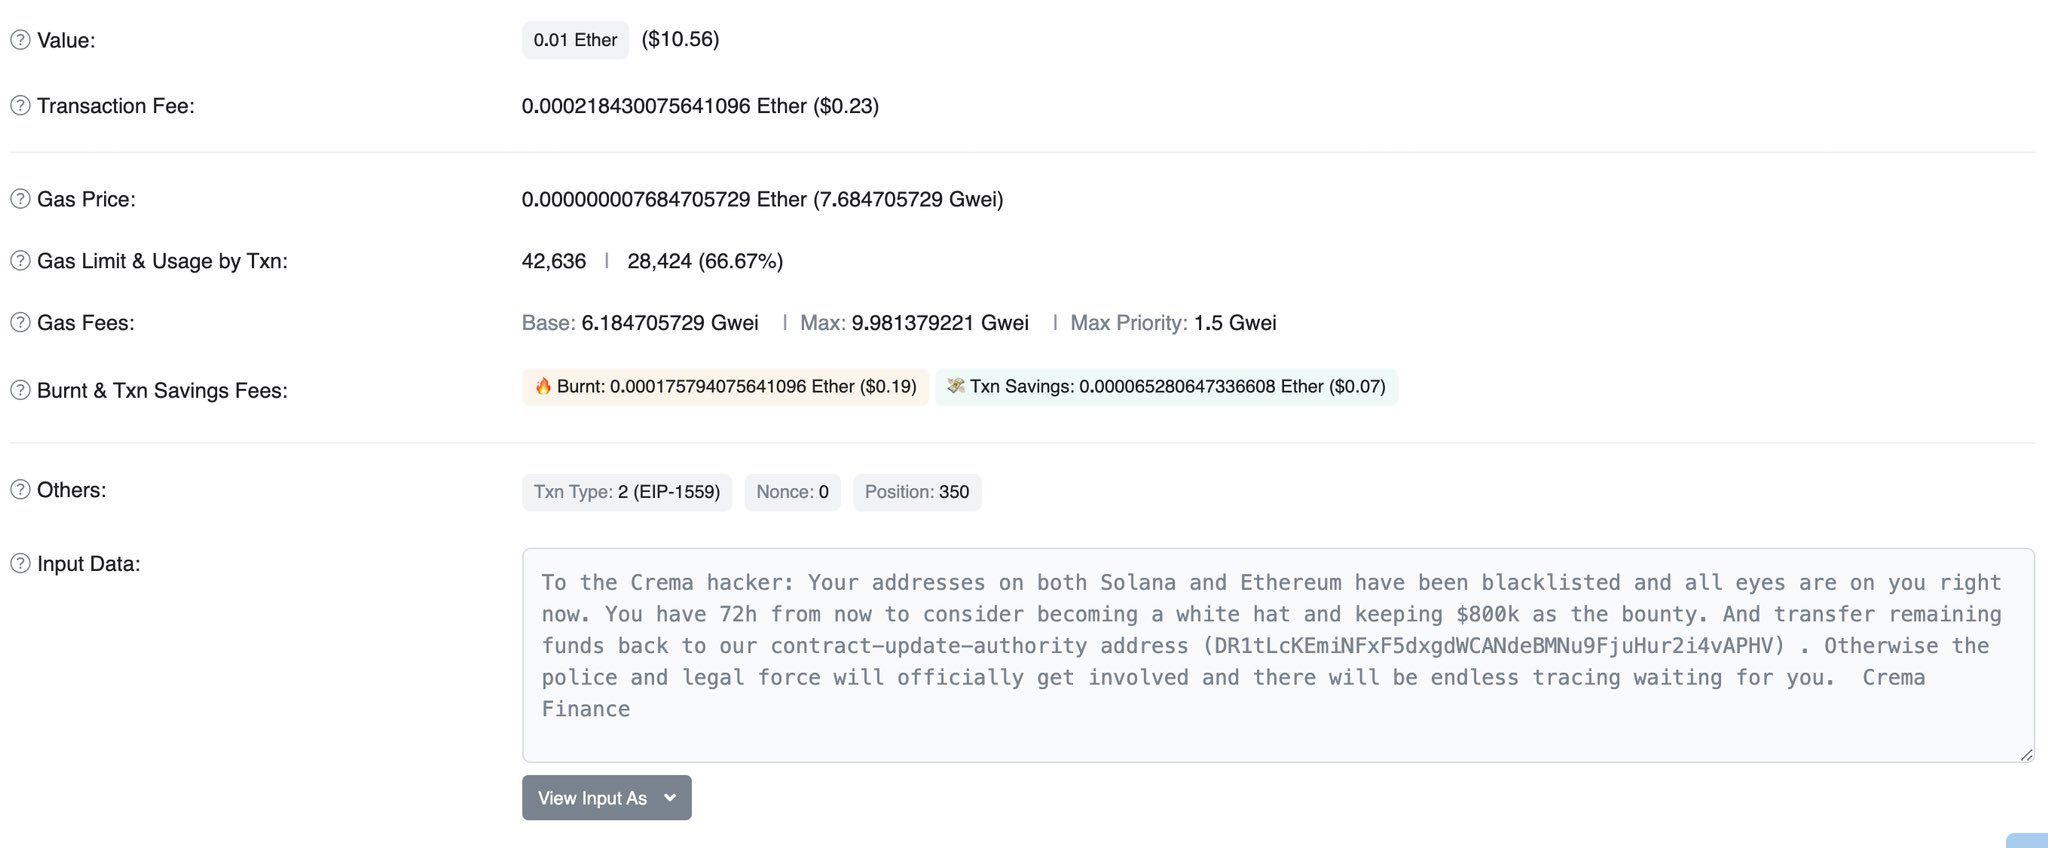 Value: 0.01 Ether ($10.56)
Transaction Fee: 0.000218430075641096 Ether ($0.23)
Gas Price: 0.000000007684705729 Ether (7.684705729 Gwei)
Gas Limit & Usage by Txn: 42,636 | 28,424 (66.67%)
Gas Fees: Base: 6.184705729 Gwei | Max: 9.981379221 Gwei | Max Priority: 1.5 Gwei
Burnt & Txn Savings Fees: 🔥 Burnt: 0.000175794075641096 Ether ($0.19) 💸 Txn Savings: 0.000065280647336608 Ether ($0.07)
Others: Txn Type: 2 (EIP-1559) Nonce: 0 Position: 350
Input Data:
To the Crema hacker: Your addresses on both Solana and Ethereum have been blacklisted and all eyes are on you right
now. You have 72h from now to consider becoming a white hat and keeping $800k as the bounty. And transfer remaining
funds back to our contract-update-authority address (DR1tLcKEmiNFxF5dxgdWCANdeBMNu9FjuHur2i4vAPHV) . Otherwise the
police and legal force will officially get involved and there will be endless tracing waiting for you.  Crema
Finance
View Input As